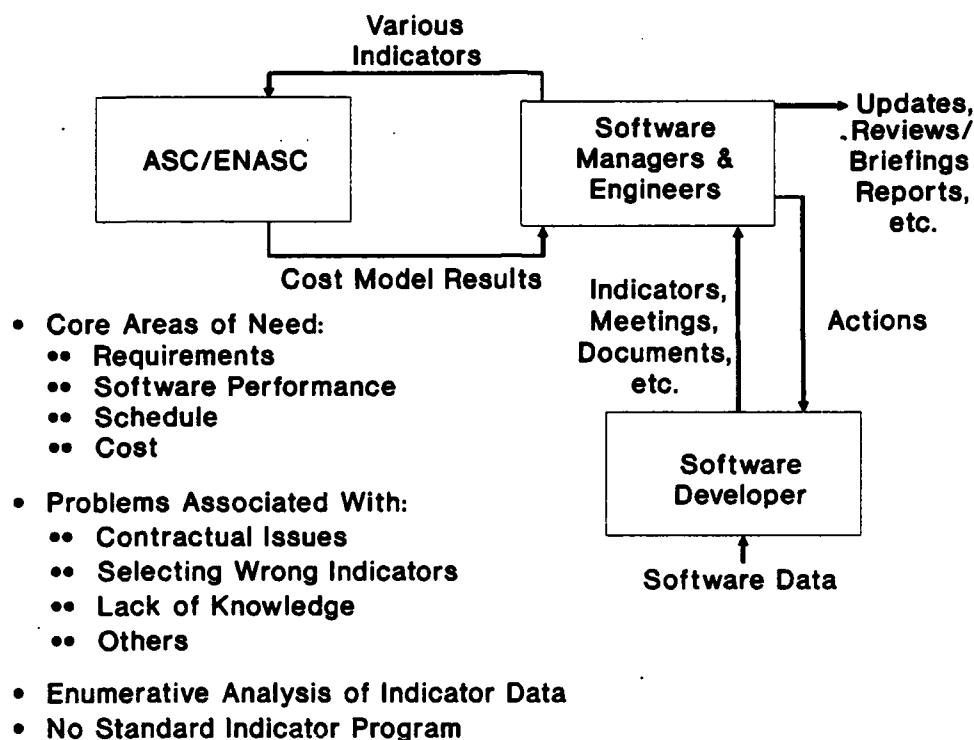 Various
Indicators
ASC/ENASC
Software
Managers &
Engineers
Updates,
Reviews/
Briefings
Reports,
etc.
Cost Model Results
Indicators,
Meetings,
Documents,
etc.
Actions
Software
Developer
Software Data
• Core Areas of Need:
•• Requirements
•• Software Performance
•• Schedule
•• Cost
• Problems Associated With:
•• Contractual Issues
•• Selecting Wrong Indicators
•• Lack of Knowledge
•• Others
• Enumerative Analysis of Indicator Data
• No Standard Indicator Program